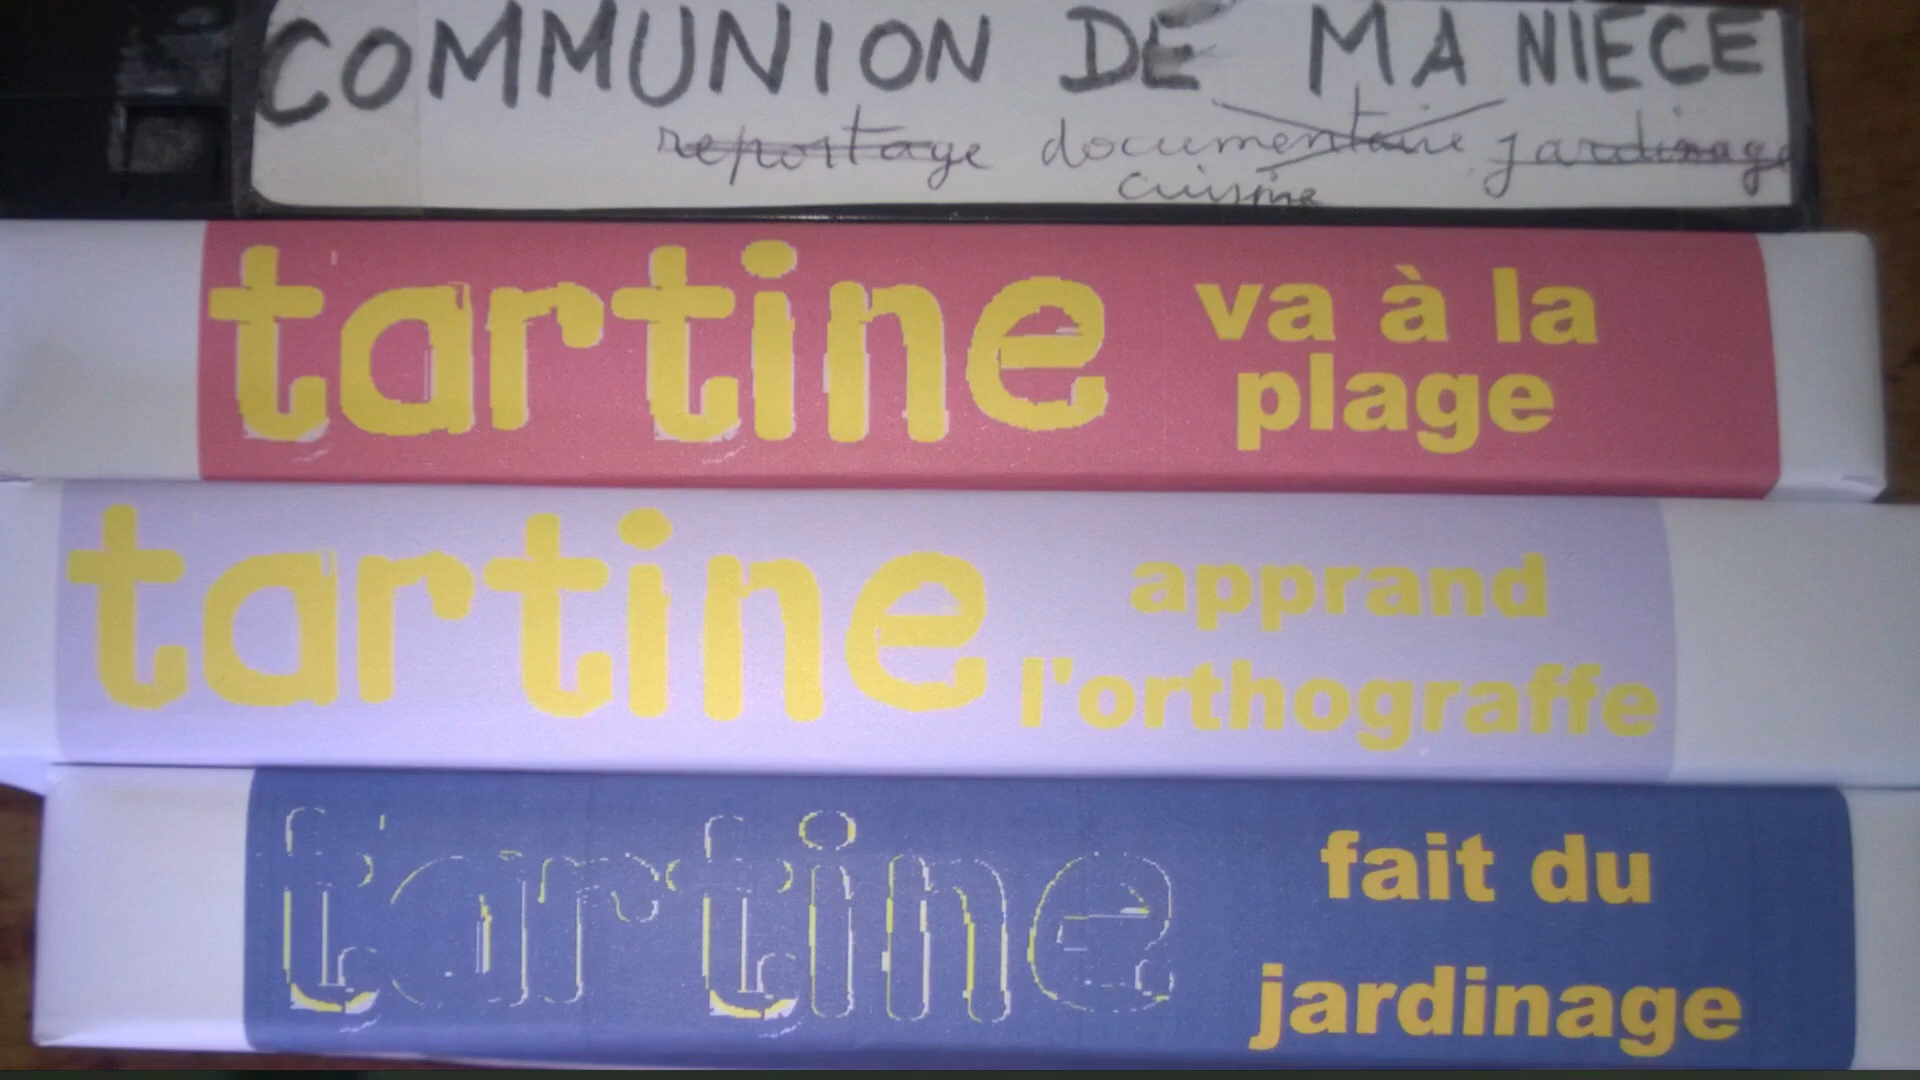 COMMUNION DE MA NIECE
reportage documentaire jardinage
cuisine
tartine va à la
plage
tartine apprand
l'orthograffe
tartine fait du
jardinage